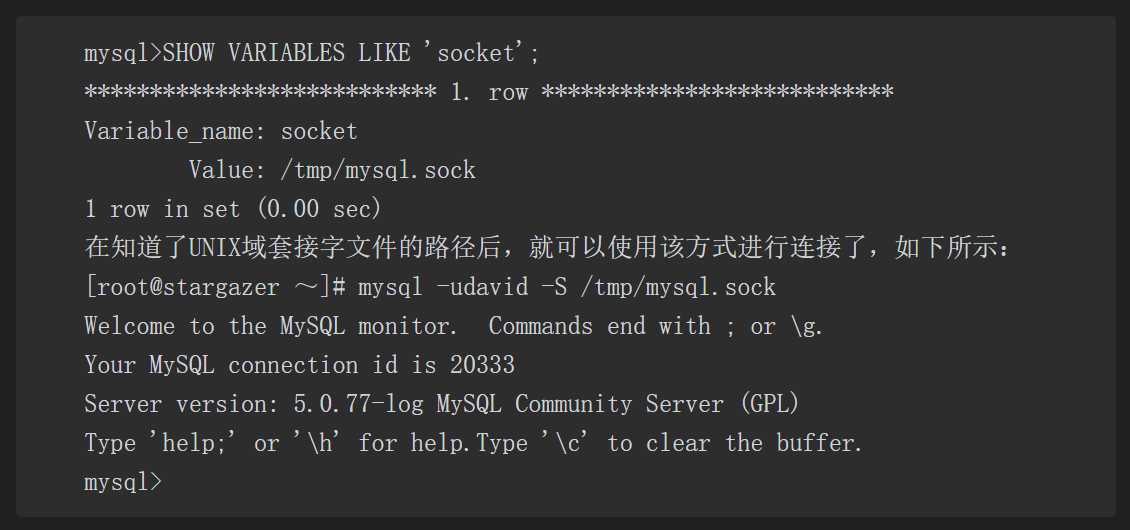 mysql>SHOW VARIABLES LIKE 'socket';
*************************** 1. row ***************************
Variable_name: socket
        Value: /tmp/mysql.sock
1 row in set (0.00 sec)
在知道了UNIX域套接字文件的路径后，就可以使用该方式进行连接了，如下所示：
[root@stargazer ～]# mysql -udavid -S /tmp/mysql.sock
Welcome to the MySQL monitor.  Commands end with ; or \g.
Your MySQL connection id is 20333
Server version: 5.0.77-log MySQL Community Server (GPL)
Type 'help;' or '\h' for help.Type '\c' to clear the buffer.
mysql>